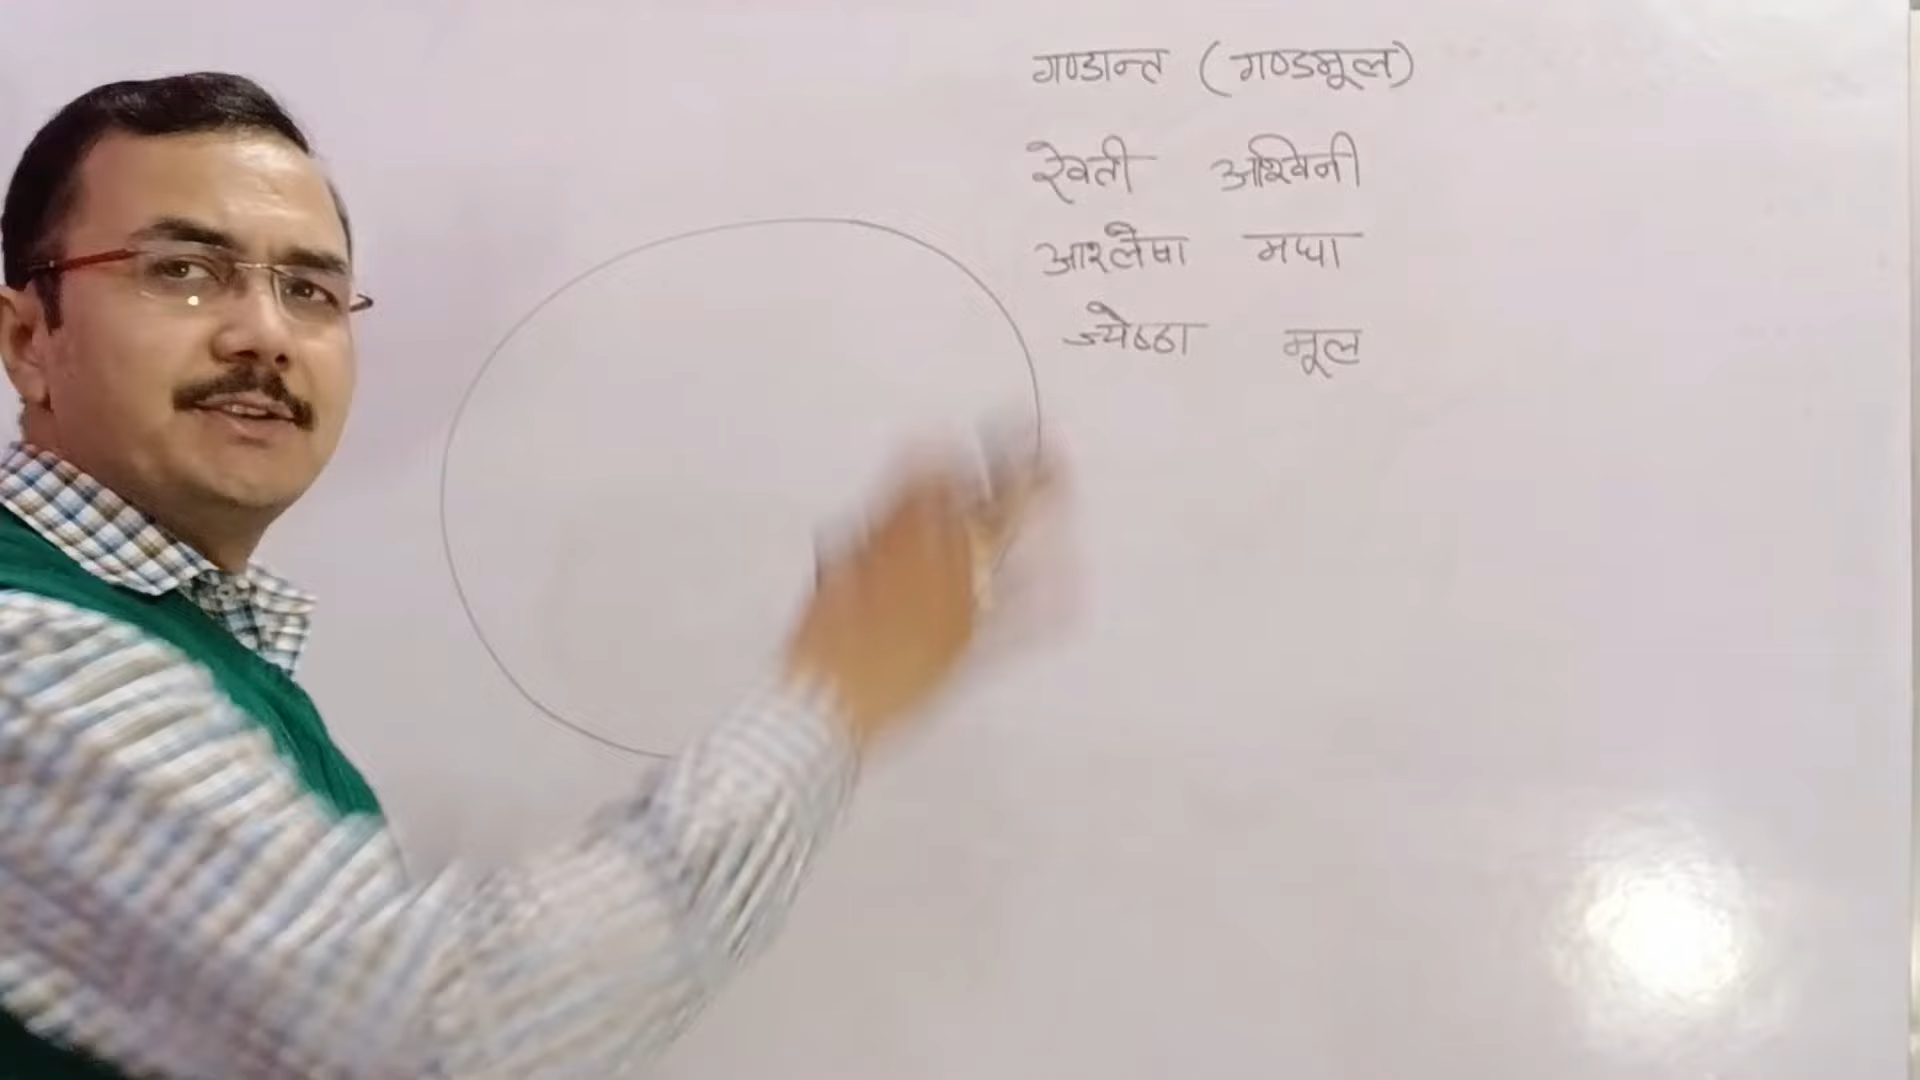 गण्डान्त (गण्डमूल)
रेवती अश्विनी
आश्लेषा मघा
ज्येष्ठा मूल